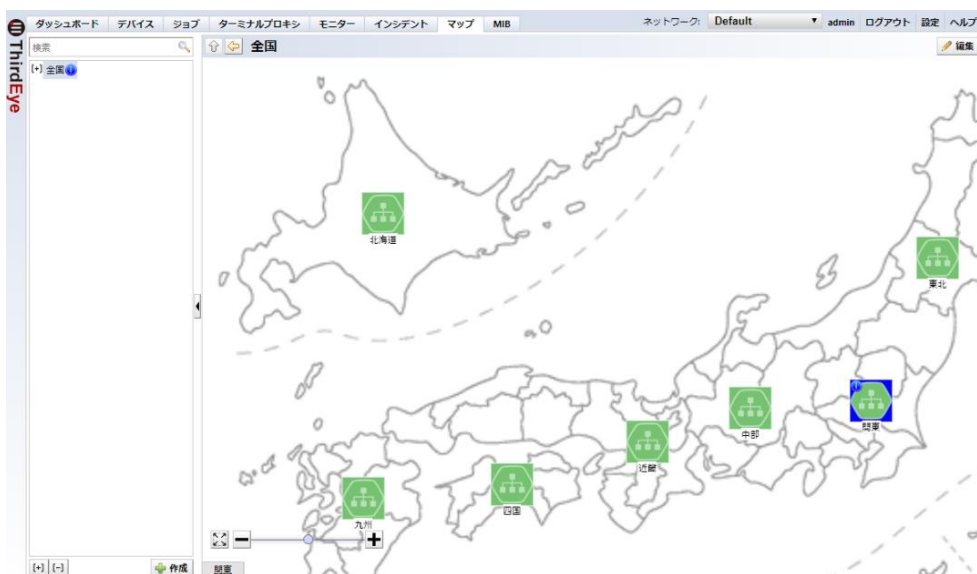 ThirdEye
ダッシュボード デバイス ジョブ ターミナルプロキシ モニター インシデント マップ MIB
ネットワーク: Default admin ログアウト 設定 ヘルプ
検索
全国
編集
[+] 全国
北海道
東北
関東
中部
近畿
四国
九州
[+] [-] 作成
関東